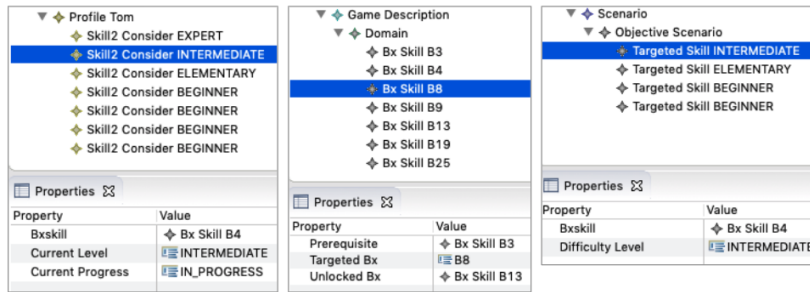 Profile Tom
Skill2 Consider EXPERT
Skill2 Consider INTERMEDIATE
Skill2 Consider ELEMENTARY
Skill2 Consider BEGINNER
Skill2 Consider BEGINNER
Skill2 Consider BEGINNER
Skill2 Consider BEGINNER
Properties
Property Value
Bxskill Bx Skill B4
Current Level INTERMEDIATE
Current Progress IN_PROGRESS
Game Description
Domain
Bx Skill B3
Bx Skill B4
Bx Skill B8
Bx Skill B9
Bx Skill B13
Bx Skill B19
Bx Skill B25
Properties
Property Value
Prerequisite Bx Skill B3
Targeted Bx B8
Unlocked Bx Bx Skill B13
Scenario
Objective Scenario
Targeted Skill INTERMEDIATE
Targeted Skill ELEMENTARY
Targeted Skill BEGINNER
Targeted Skill BEGINNER
Properties
Property Value
Bxskill Bx Skill B4
Difficulty Level INTERMEDIATE